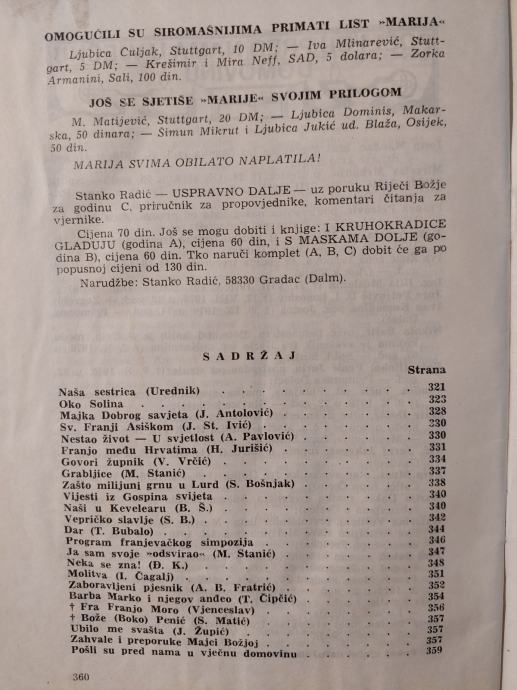 OMOGUĆILI SU SIROMAŠNIJIMA PRIMATI LIST »MARIJA«
Ljubica Culjak, Stuttgart, 10 DM; — Iva Mlinarević, Stutt-
gart, 5 DM; — Krešimir i Mira Neff, SAD, 5 dolara; — Zorka
Armanini, Sali, 100 din.
JOŠ SE SJETIŠE »MARIJE« SVOJIM PRILOGOM
M. Matijević, Stuttgart, 20 DM; — Ljubica Dominis, Makar-
ska, 50 dinara; — Šimun Mikrut i Ljubica Jukić ud. Blaža, Osijek,
50 din.
MARIJA SVIMA OBILATO NAPLATILA!
Stanko Radić — USPRAVNO DALJE — uz poruku Riječi Božje
za godinu C, priručnik za propovjednike, komentari čitanja za
vjernike.
Cijena 70 din. Još se mogu dobiti i knjige: I KRUHOKRADICE
GLADUJU (godina A), cijena 60 din, i S MASKAMA DOLJE (go-
dina B), cijena 60 din. Tko naruči komplet (A, B, C) dobit će ga po
popusnoj cijeni od 130 din.
Narudžbe: Stanko Radić, 58330 Gradac (Dalm).
SADRŽAJ
Strana
Naša sestrica (Urednik) . . . . . . . . 321
Oko Solina . . . . . . . . 323
Majka Dobrog savjeta (J. Antolović) . . . . . . . . 328
Sv. Franji Asiškom (J. St. Ivić) . . . . . . . . 230
Nestao život — U svjetlost (A. Pavlović) . . . . . . . . 330
Franjo među Hrvatima (H. Jurišić) . . . . . . . . 331
Govori župnik (V. Vrčić) . . . . . . . . 334
Grabljice (M. Stanić) . . . . . . . . 337
Zašto milijuni grnu u Lurd (S. Bošnjak) . . . . . . . . 338
Vijesti iz Gospina svijeta . . . . . . . . 340
Naši u Kevelearu (B. Š.) . . . . . . . . 340
Vepričko slavlje (S. B.) . . . . . . . . 342
Dar (T. Bubalo) . . . . . . . . 344
Program franjevačkog simpozija . . . . . . . . 346
Ja sam svoje »odsvirao« (M. Stanić) . . . . . . . . 347
Neka se zna! (Đ. K.) . . . . . . . . 348
Molitva (I. Čagalj) . . . . . . . . 351
Zaboravljeni pjesnik (A. B. Fratrić) . . . . . . . . 352
Barba Marko i njegov anđeo (T. Čipčić) . . . . . . . . 354
† Fra Franjo Moro (Vjenceslav) . . . . . . . . 356
† Bože (Boko) Penić (S. Matić) . . . . . . . . 357
Ubilo me svašta (J. Župić) . . . . . . . . 357
Zahvale i preporuke Majci Božjoj . . . . . . . . 357
Pošli su pred nama u vječnu domovinu . . . . . . . . 359
360